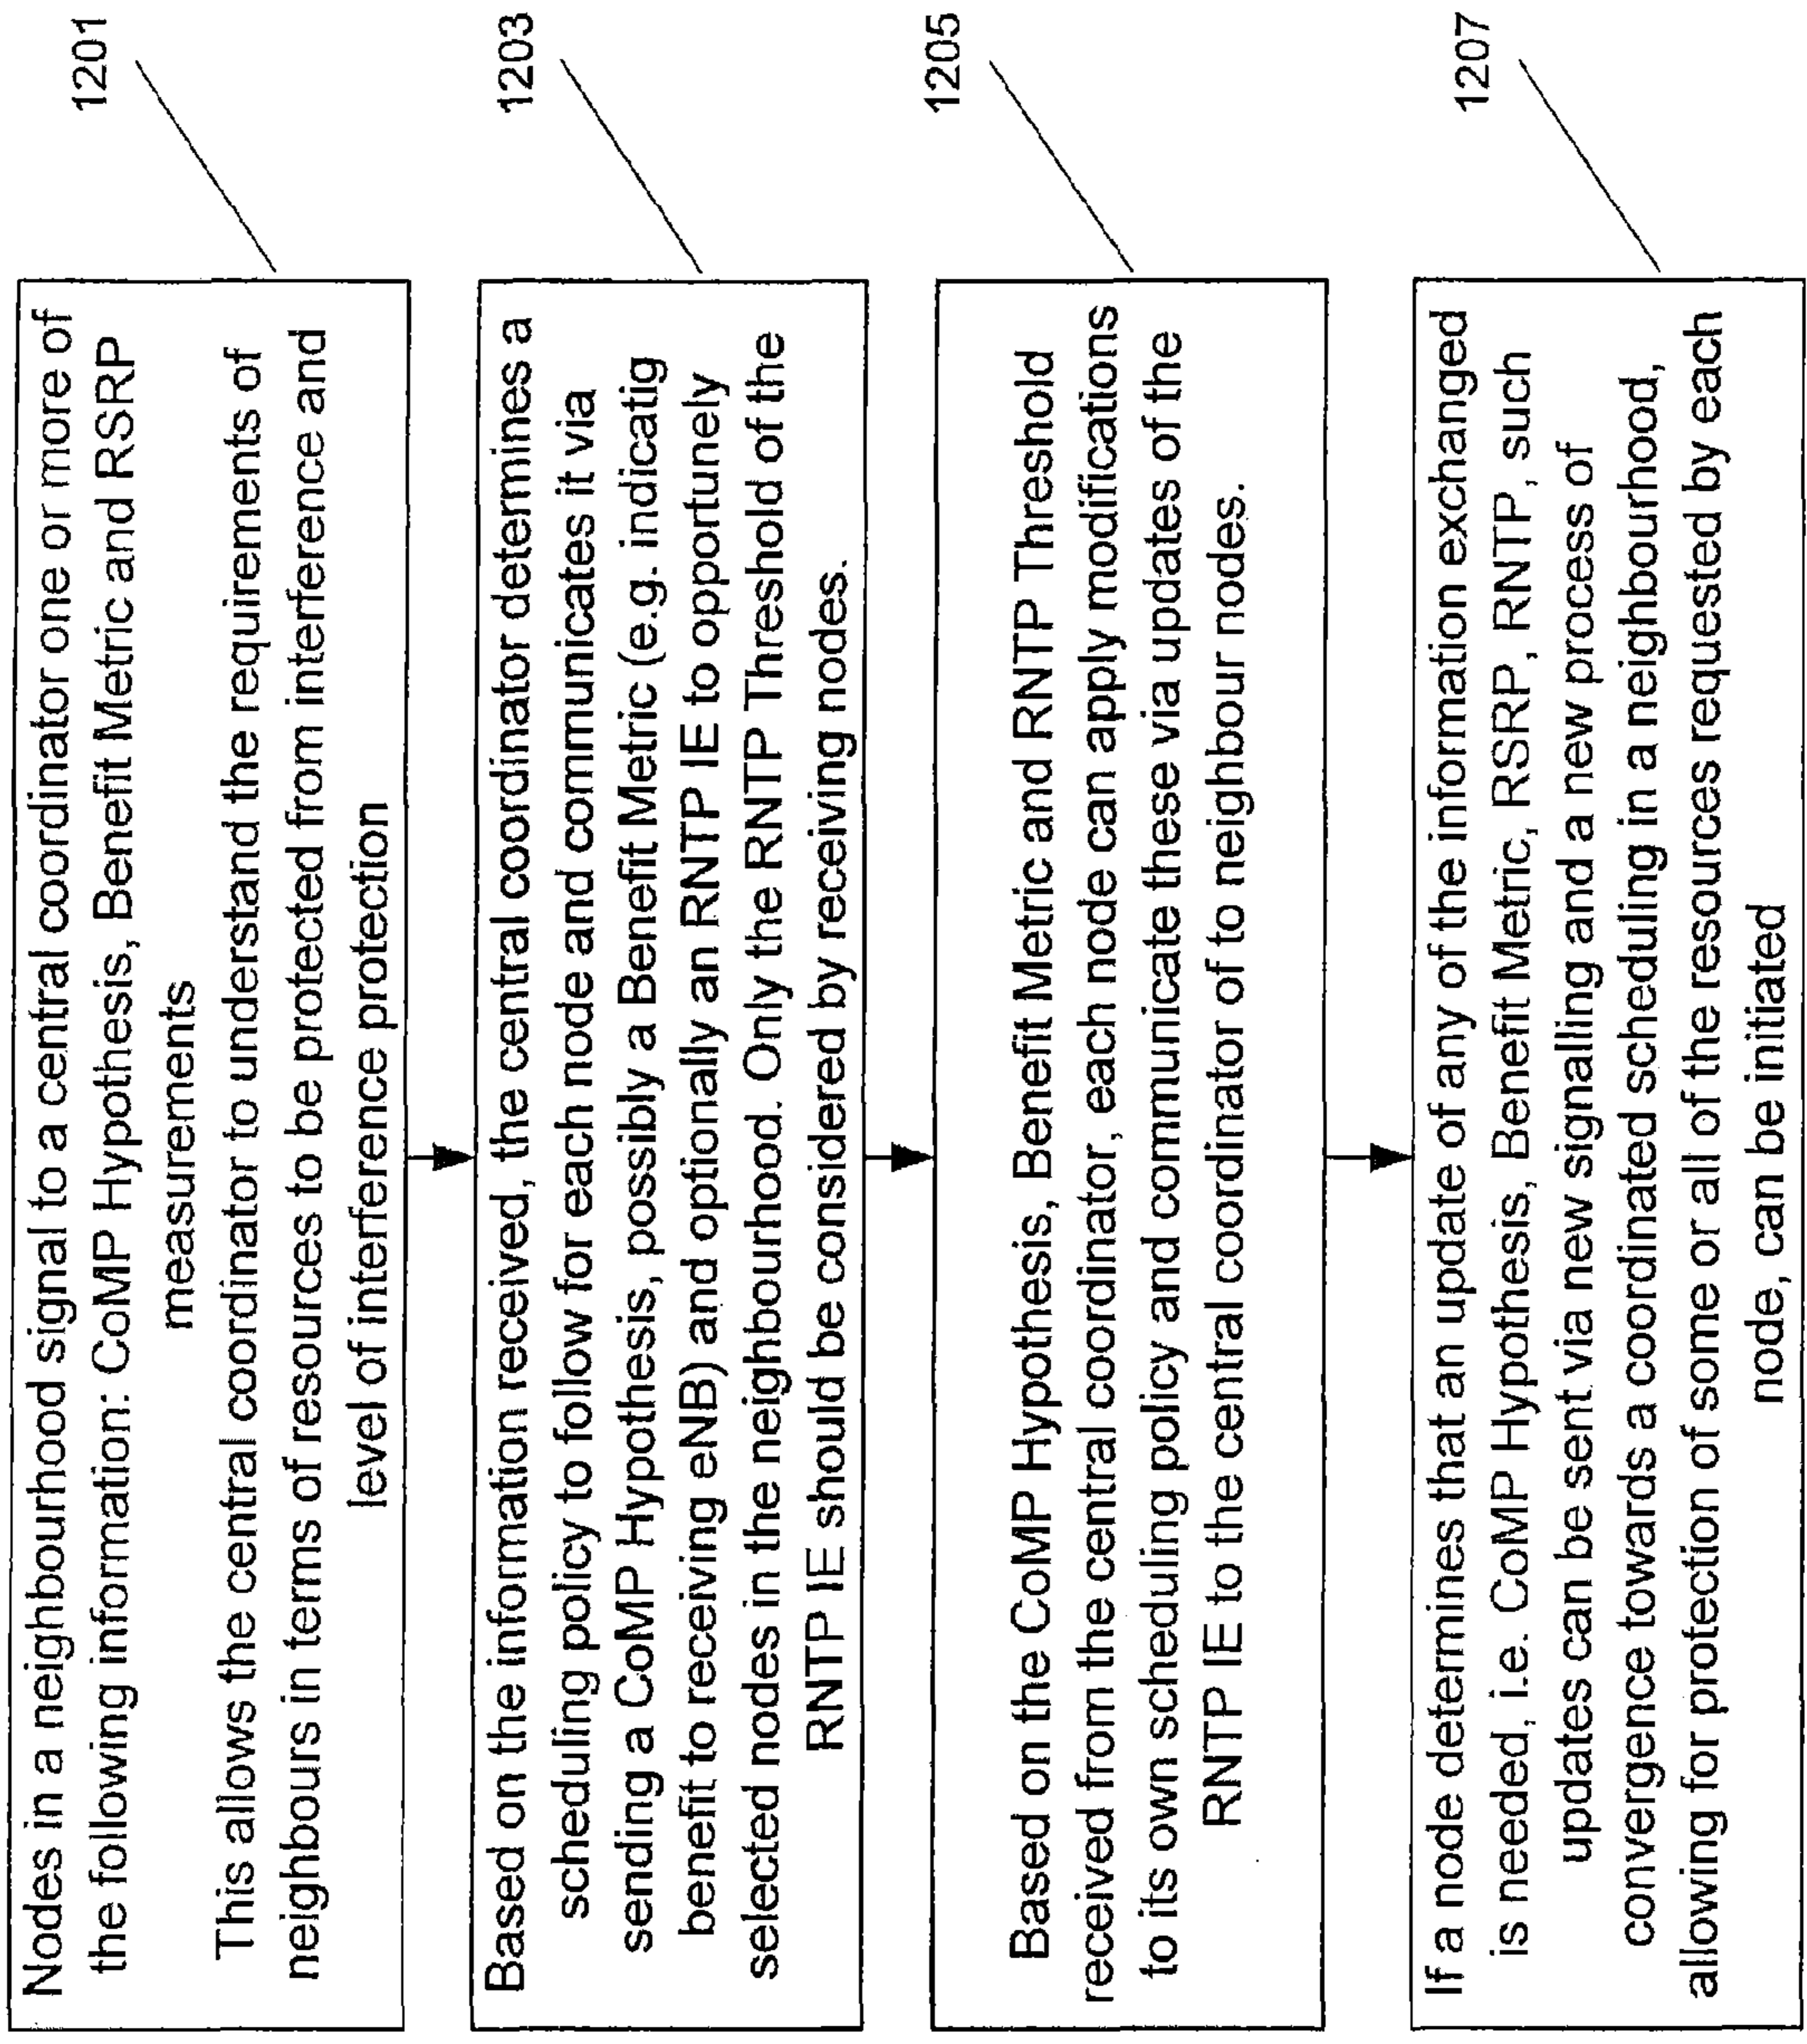 Nodes in a neighbourhood signal to a central coordinator one or more of
the following information: CoMP Hypothesis, Benefit Metric and RSRP
measurements
This allows the central coordinator to understand the requirements of
neighbours in terms of resources to be protected from interference and
level of interference protection
1201
Based on the information received, the central coordinator determines a
scheduling policy to follow for each node and communicates it via
sending a CoMP Hypothesis, possibly a Benefit Metric (e.g. indicatig
benefit to receiving eNB) and optionally an RNTP IE to opportunely
selected nodes in the neighbourhood. Only the RNTP Threshold of the
RNTP IE should be considered by receiving nodes.
1203
Based on the CoMP Hypothesis, Benefit Metric and RNTP Threshold
received from the central coordinator, each node can apply modifications
to its own scheduling policy and communicate these via updates of the
RNTP IE to the central coordinator of to neighbour nodes.
1205
If a node determines that an update of any of the information exchanged
is needed, i.e. CoMP Hypothesis, Benefit Metric, RSRP, RNTP, such
updates can be sent via new signalling and a new process of
convergence towards a coordinated scheduling in a neighbourhood,
allowing for protection of some or all of the resources requested by each
node, can be initiated
1207